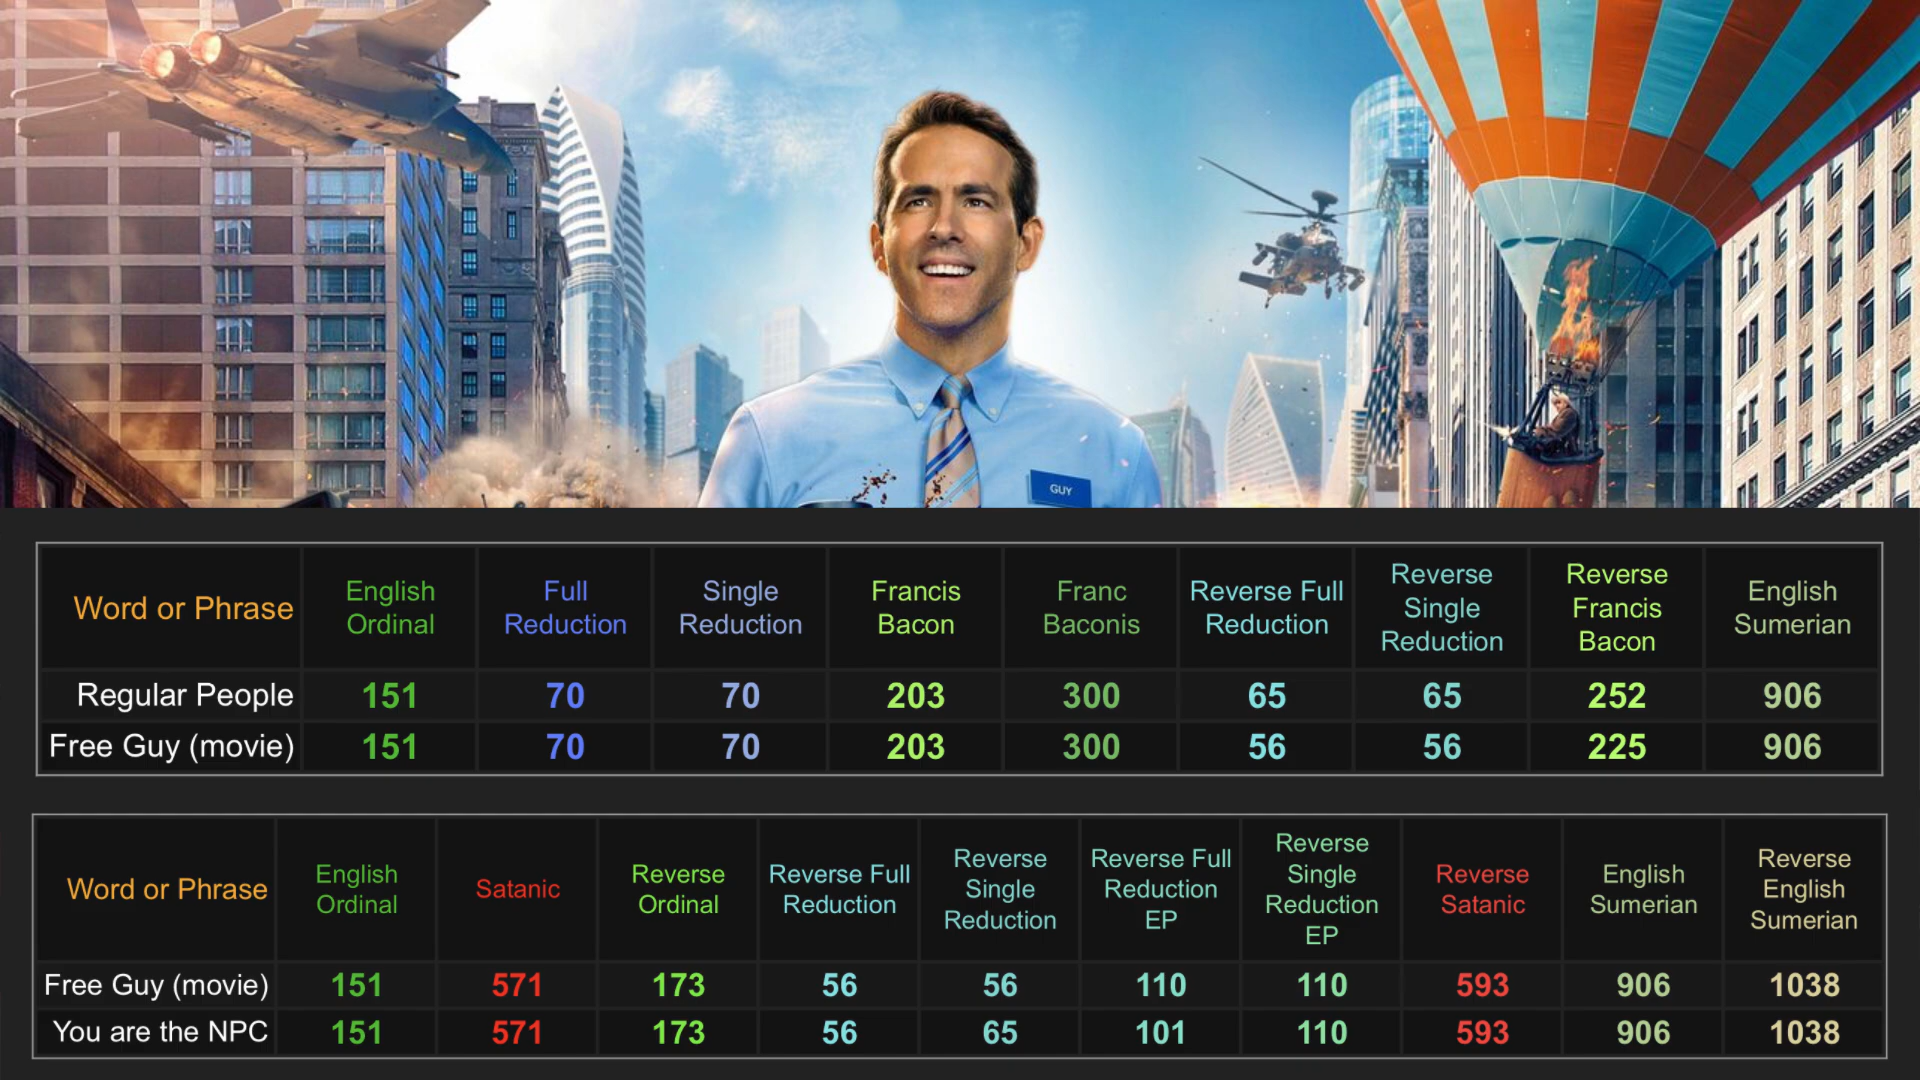 GUY
Word or Phrase English Ordinal Full Reduction Single Reduction Francis Bacon Franc Baconis Reverse Full Reduction Reverse Single Reduction Reverse Francis Bacon English Sumerian
Regular People 151 70 70 203 300 65 65 252 906
Free Guy (movie) 151 70 70 203 300 56 56 225 906
Word or Phrase English Ordinal Satanic Reverse Ordinal Reverse Full Reduction Reverse Single Reduction Reverse Full Reduction EP Reverse Single Reduction EP Reverse Satanic English Sumerian Reverse English Sumerian
Free Guy (movie) 151 571 173 56 56 110 110 593 906 1038
You are the NPC 151 571 173 56 65 101 110 593 906 1038